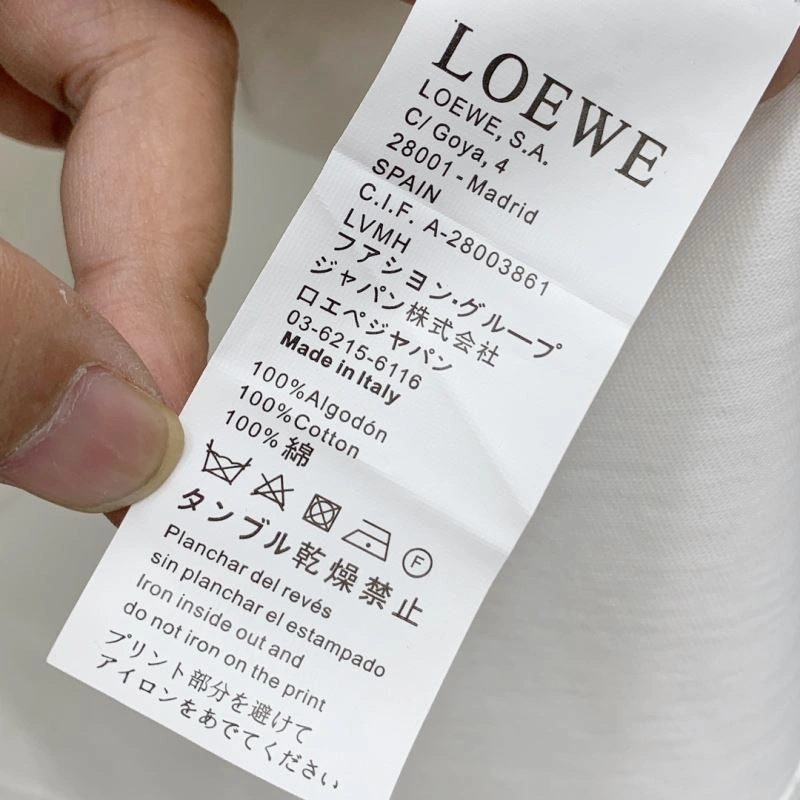 LOEWE
LOEWE, S.A.
C/ Goya, 4
28001 - Madrid
SPAIN
C.I.F. A-28003861
LVMH
ファション・グループ
ジャパン株式会社
ロエベジャパン
03-6215-6116
Made in Italy
100%Algodón
100%Cotton
100% 綿
F
タンブル乾燥禁止
Planchar del revés
sin planchar el estampado
Iron inside out and
do not iron on the print
プリント部分を避けて
アイロンをあでてください